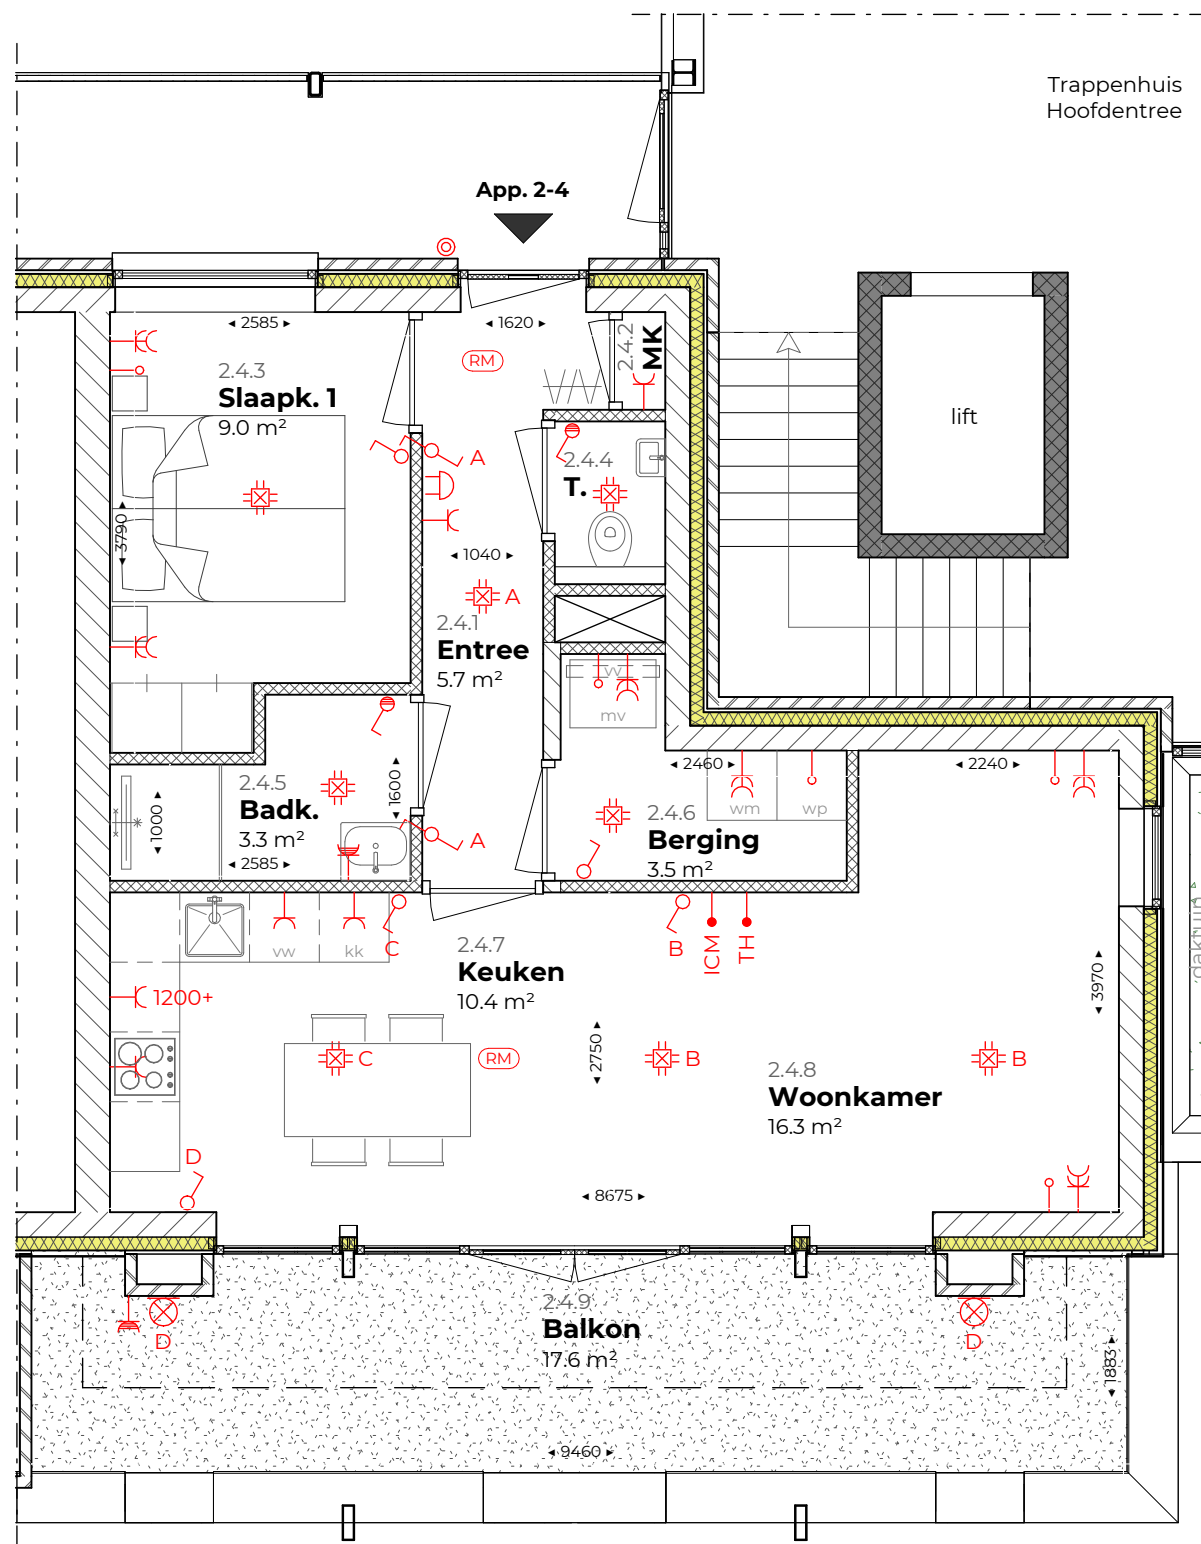 Trappenhuis
Hoofdentree
App. 2-4
2585
1620
2.4.2
MK
RM
2.4.3
Slaapk. 1
9.0 m²
lift
A
2.4.4
T.
3790
1040
A
2.4.1
Entree
5.7 m²
mv
2460
2240
2.4.5
Badk.
3.3 m²
1600
1000
2585
wm
wp
2.4.6
Berging
3.5 m²
A
vw
kk
C
B
ICM
TH
2.4.7
Keuken
10.4 m²
1200+
3970
daktuin
C
RM
2750
B
B
2.4.8
Woonkamer
16.3 m²
D
8675
2.4.9
Balkon
17.6 m²
D
D
1883
9460